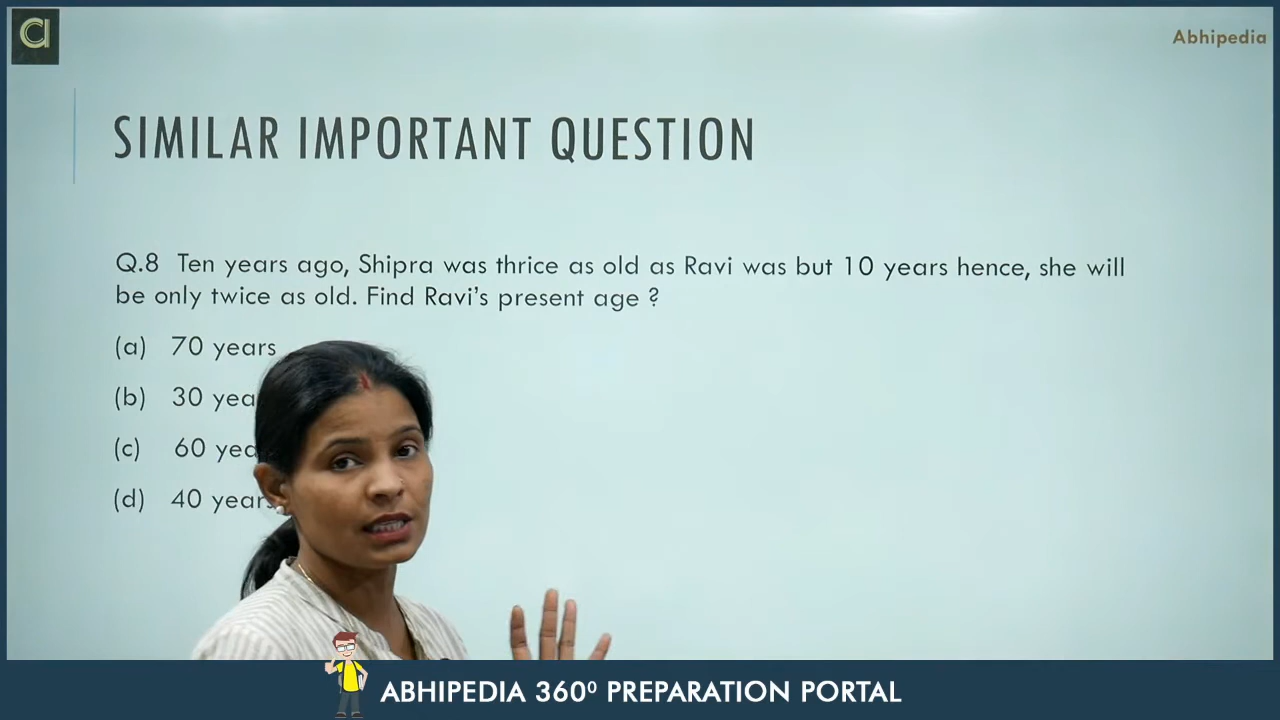 Abhipedia
SIMILAR IMPORTANT QUESTION
Q.8 Ten years ago, Shipra was thrice as old as Ravi was but 10 years hence, she will
be only twice as old. Find Ravi's present age ?
(a) 70 years
(b) 30
(c) 60
(d) 40 years
ABHIPEDIA 360⁰ PREPARATION PORTAL